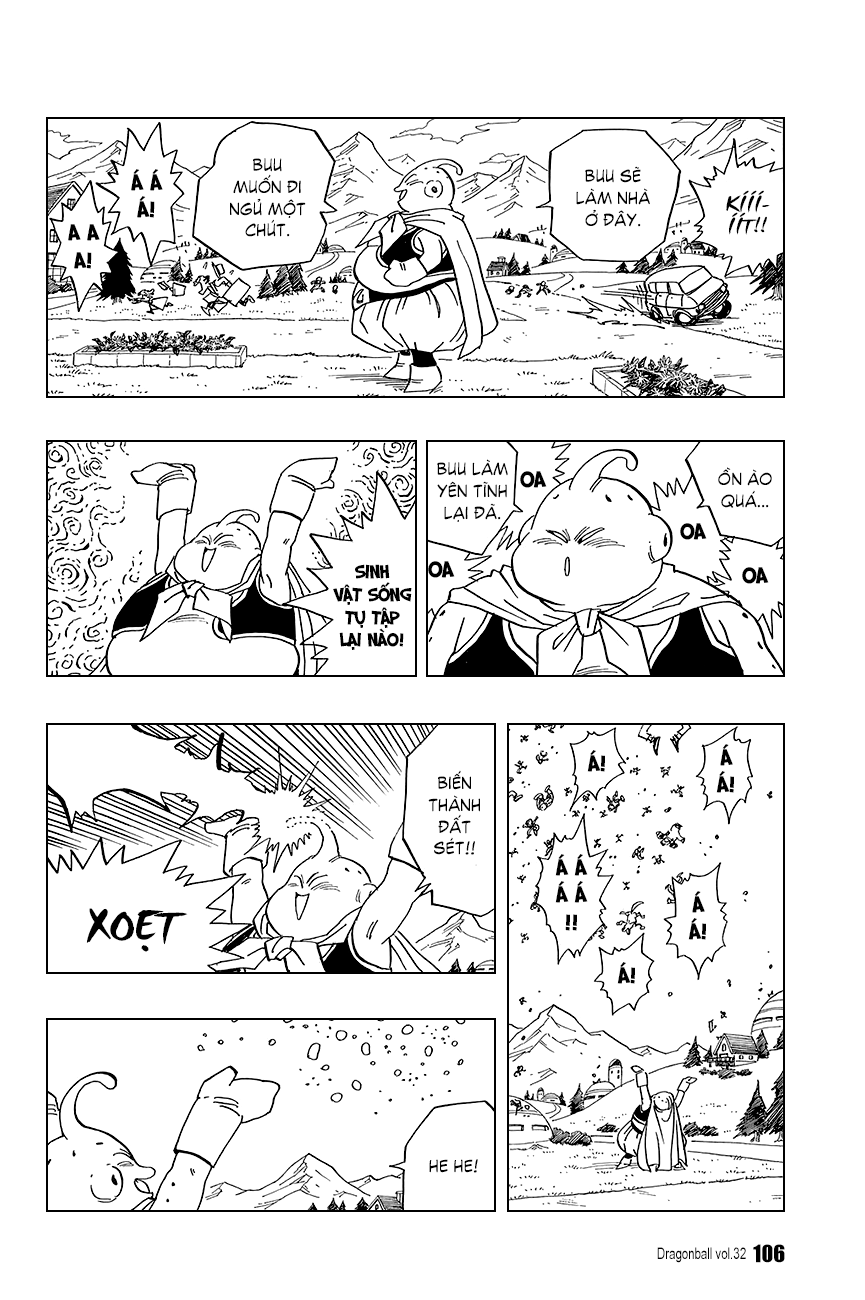 KÍÍÍ-
ÍÍT!!
BUU SẼ
LÀM NHÀ
Ở ĐÂY.
BUU
MUỐN ĐI
NGỦ MỘT
CHÚT.
Á Á
Á!
A A
A!
ỒN ÀO
QUÁ...
OA
OA
BUU LÀM
YÊN TĨNH
LẠI ĐÃ.
OA
OA
SINH
VẬT SỐNG
TỤ TẬP
LẠI NÀO!
Á
Á!
Á!
Á Á
Á Á
!!
Á
Á!
Á!
BIẾN
THÀNH
ĐẤT
SÉT!!
XOẸT
HE HE!
Dragonball vol.32 106